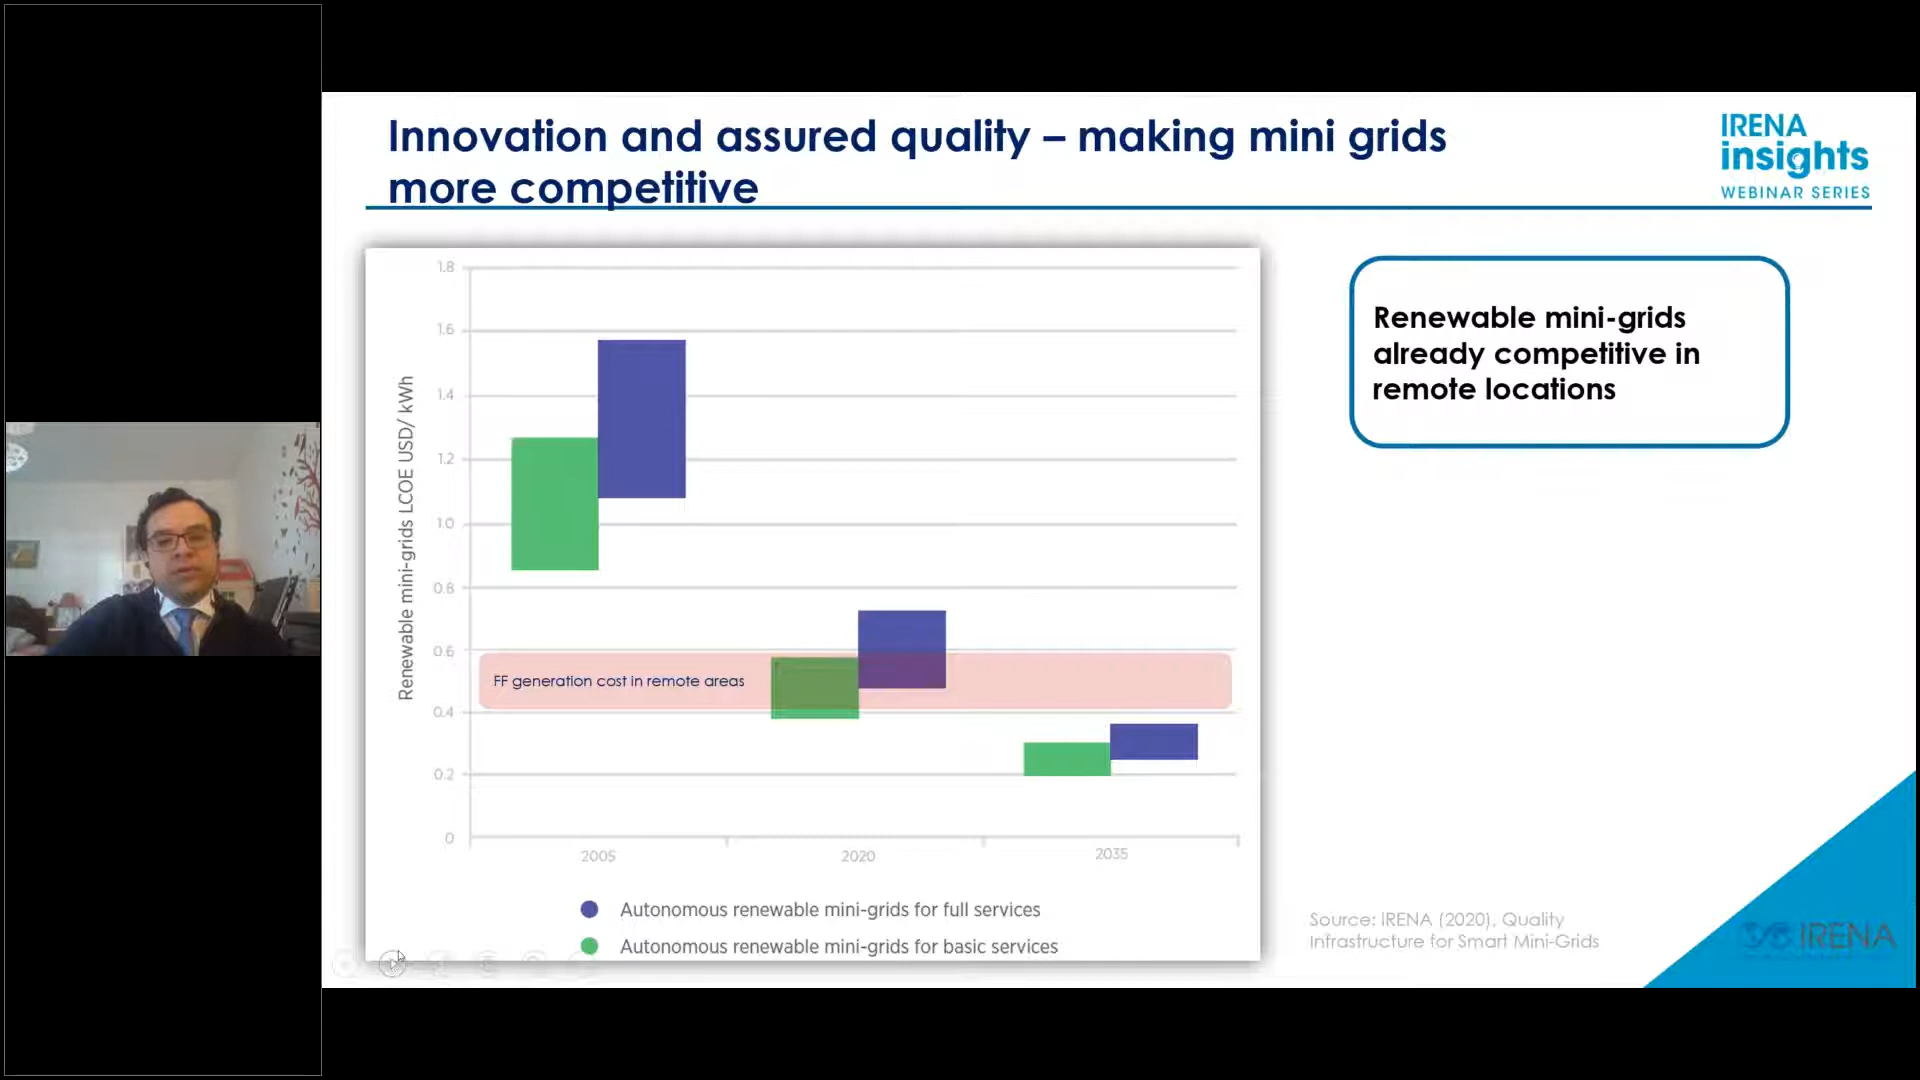 Innovation and assured quality – making mini grids
more competitive
IRENA
insights
WEBINAR SERIES
Renewable mini-grids LCOE USD/ kWh
1.8
1.6
1.4
1.2
1.0
0.8
0.6
0.4
0.2
0
FF generation cost in remote areas
2005
2020
2035
Autonomous renewable mini-grids for full services
Autonomous renewable mini-grids for basic services
Renewable mini-grids
already competitive in
remote locations
Source: IRENA (2020), Quality
Infrastructure for Smart Mini-Grids
IRENA